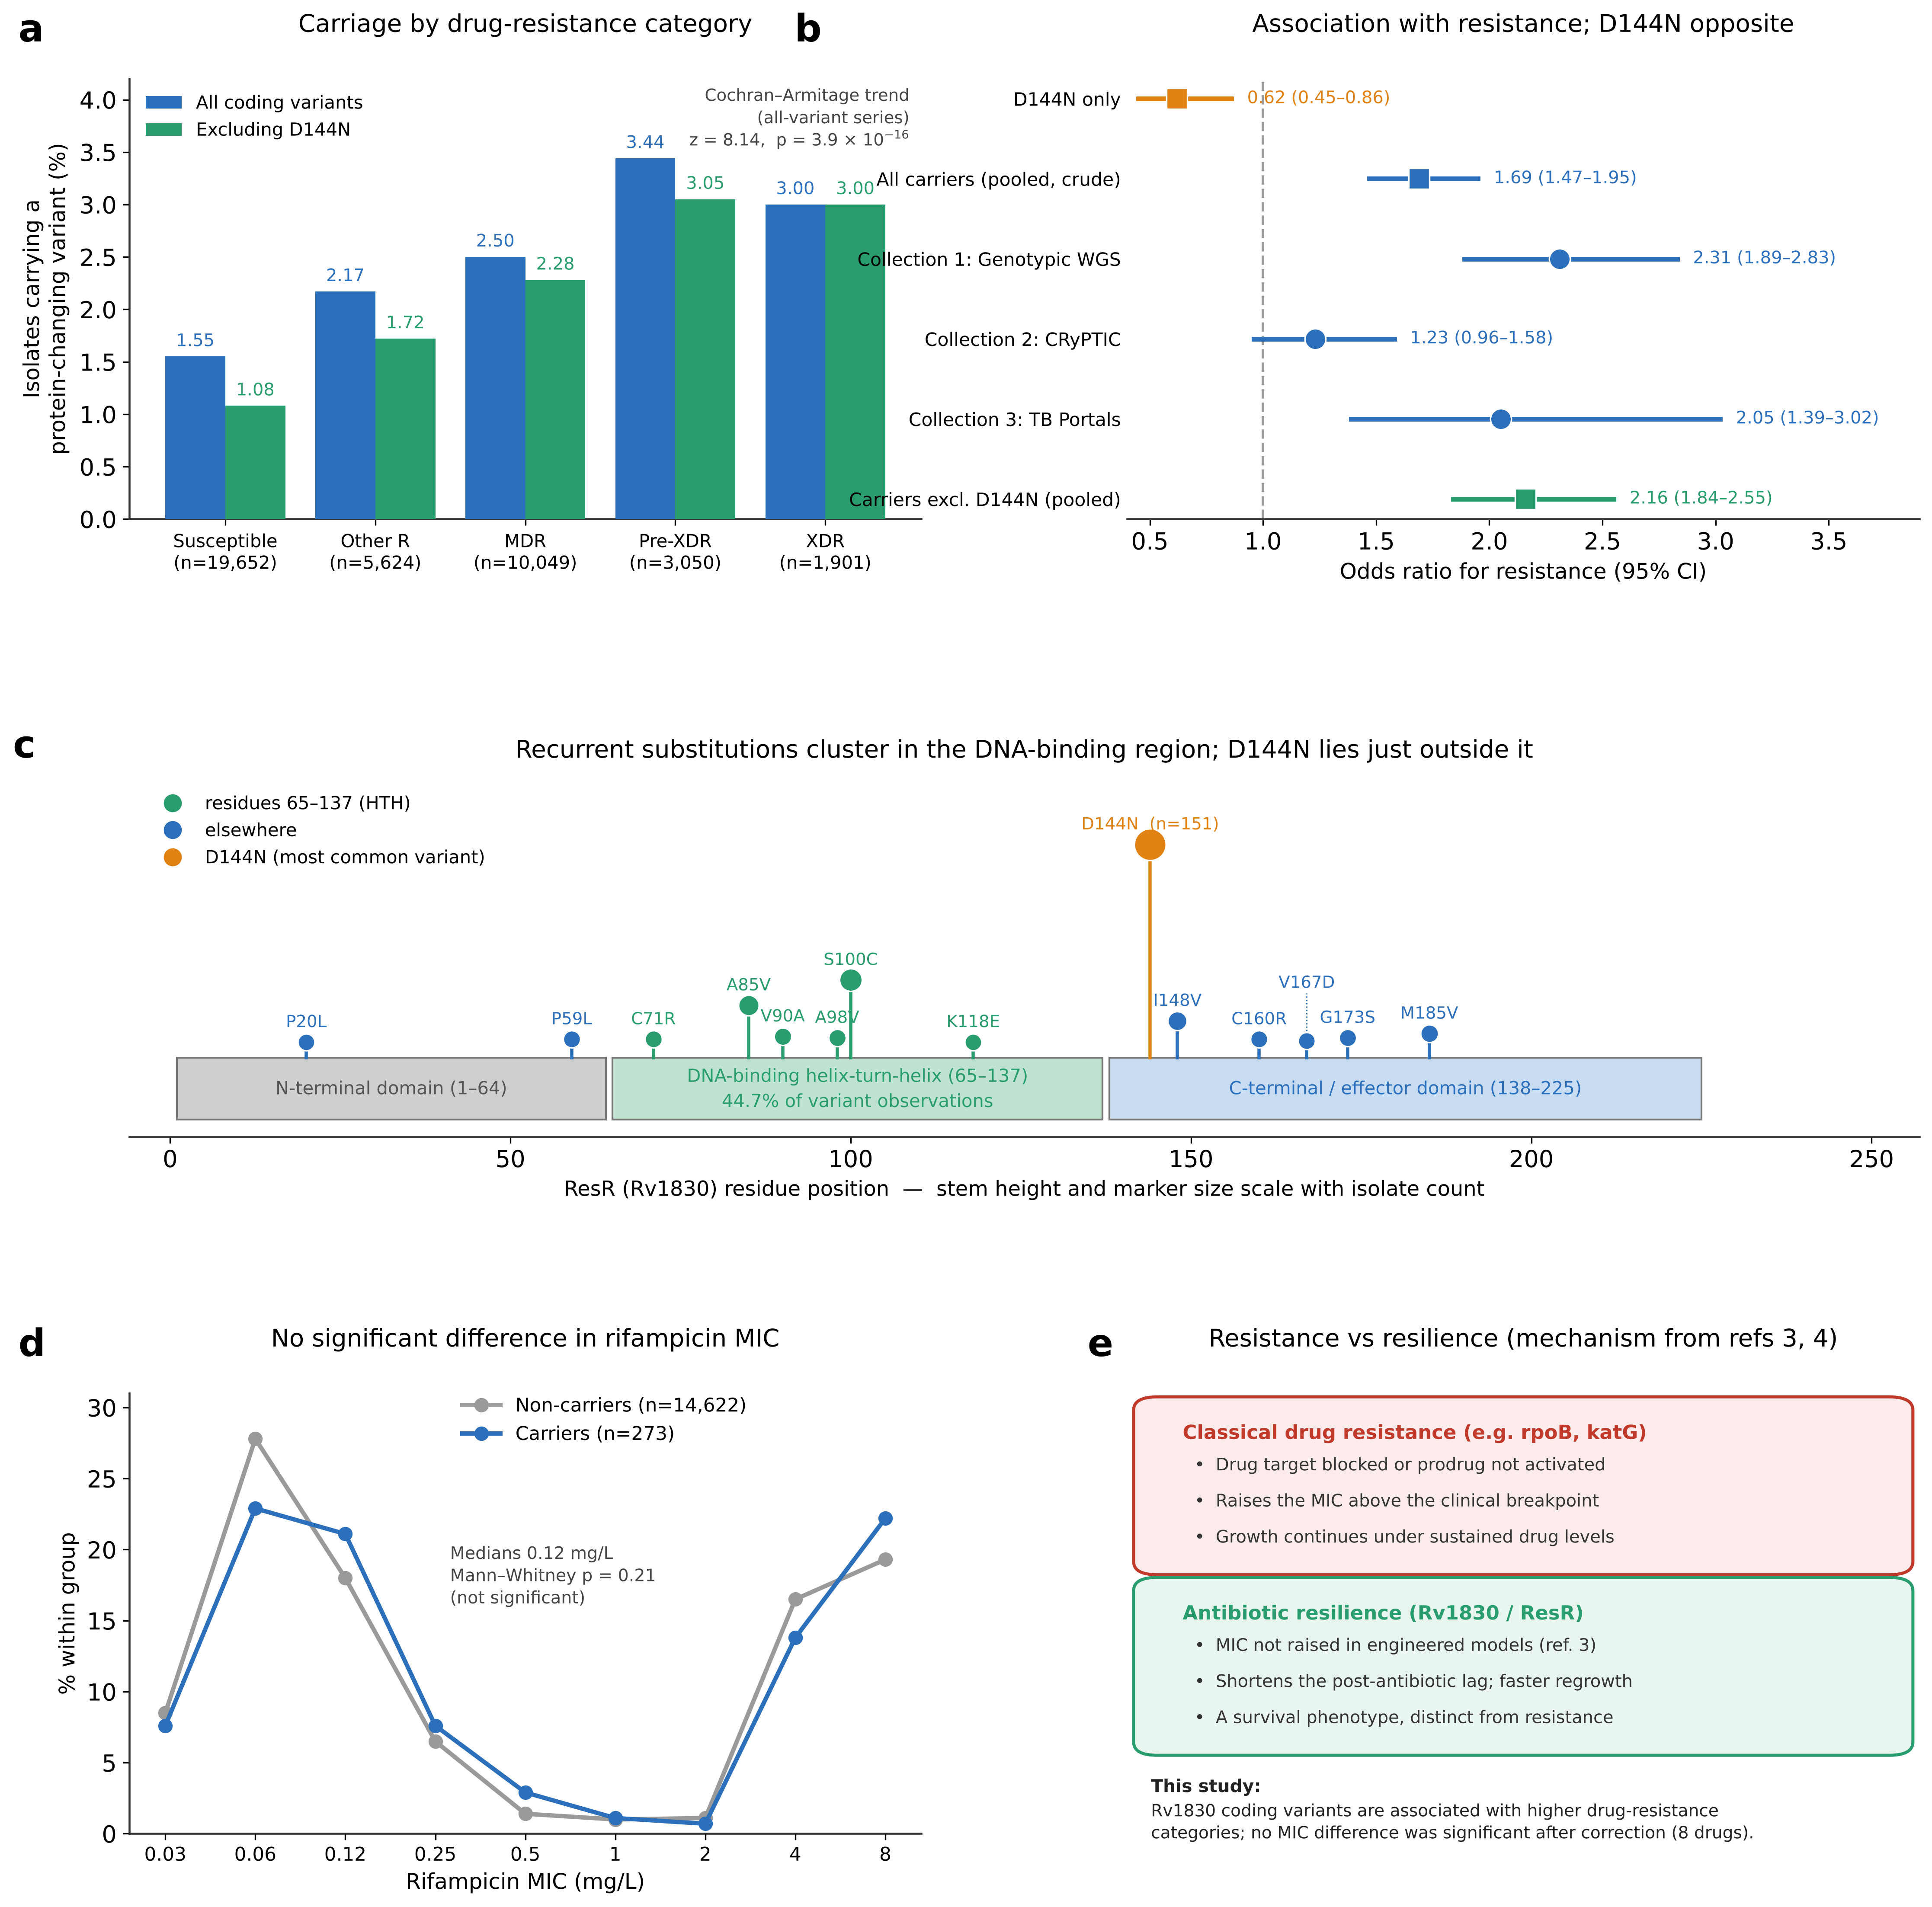 a
Carriage by drug-resistance category
Isolates carrying a
protein-changing variant (%)
4.0
3.5
3.0
2.5
2.0
1.5
1.0
0.5
0.0
All coding variants
Excluding D144N
Cochran–Armitage trend
(all-variant series)
z = 8.14,  p = 3.9 × 10⁻¹⁶
1.55
1.08
2.17
1.72
2.50
2.28
3.44
3.05
3.00
3.00
Susceptible
(n=19,652)
Other R
(n=5,624)
MDR
(n=10,049)
Pre-XDR
(n=3,050)
XDR
(n=1,901)
b
Association with resistance; D144N opposite
D144N only
0.62 (0.45–0.86)
All carriers (pooled, crude)
1.69 (1.47–1.95)
Collection 1: Genotypic WGS
2.31 (1.89–2.83)
Collection 2: CRyPTIC
1.23 (0.96–1.58)
Collection 3: TB Portals
2.05 (1.39–3.02)
Carriers excl. D144N (pooled)
2.16 (1.84–2.55)
0.5 1.0 1.5 2.0 2.5 3.0 3.5
Odds ratio for resistance (95% CI)
c
Recurrent substitutions cluster in the DNA-binding region; D144N lies just outside it
residues 65–137 (HTH)
elsewhere
D144N (most common variant)
D144N  (n=151)
P20L
P59L
C71R
A85V
V90A
A98V
S100C
K118E
I148V
C160R
V167D
G173S
M185V
N-terminal domain (1–64)
DNA-binding helix-turn-helix (65–137)
44.7% of variant observations
C-terminal / effector domain (138–225)
0 50 100 150 200 250
ResR (Rv1830) residue position  —  stem height and marker size scale with isolate count
d
No significant difference in rifampicin MIC
% within group
30
25
20
15
10
5
0
Non-carriers (n=14,622)
Carriers (n=273)
Medians 0.12 mg/L
Mann–Whitney p = 0.21
(not significant)
0.03 0.06 0.12 0.25 0.5 1 2 4 8
Rifampicin MIC (mg/L)
e
Resistance vs resilience (mechanism from refs 3, 4)
Classical drug resistance (e.g. rpoB, katG)
• Drug target blocked or prodrug not activated
• Raises the MIC above the clinical breakpoint
• Growth continues under sustained drug levels
Antibiotic resilience (Rv1830 / ResR)
• MIC not raised in engineered models (ref. 3)
• Shortens the post-antibiotic lag; faster regrowth
• A survival phenotype, distinct from resistance
This study:
Rv1830 coding variants are associated with higher drug-resistance
categories; no MIC difference was significant after correction (8 drugs).